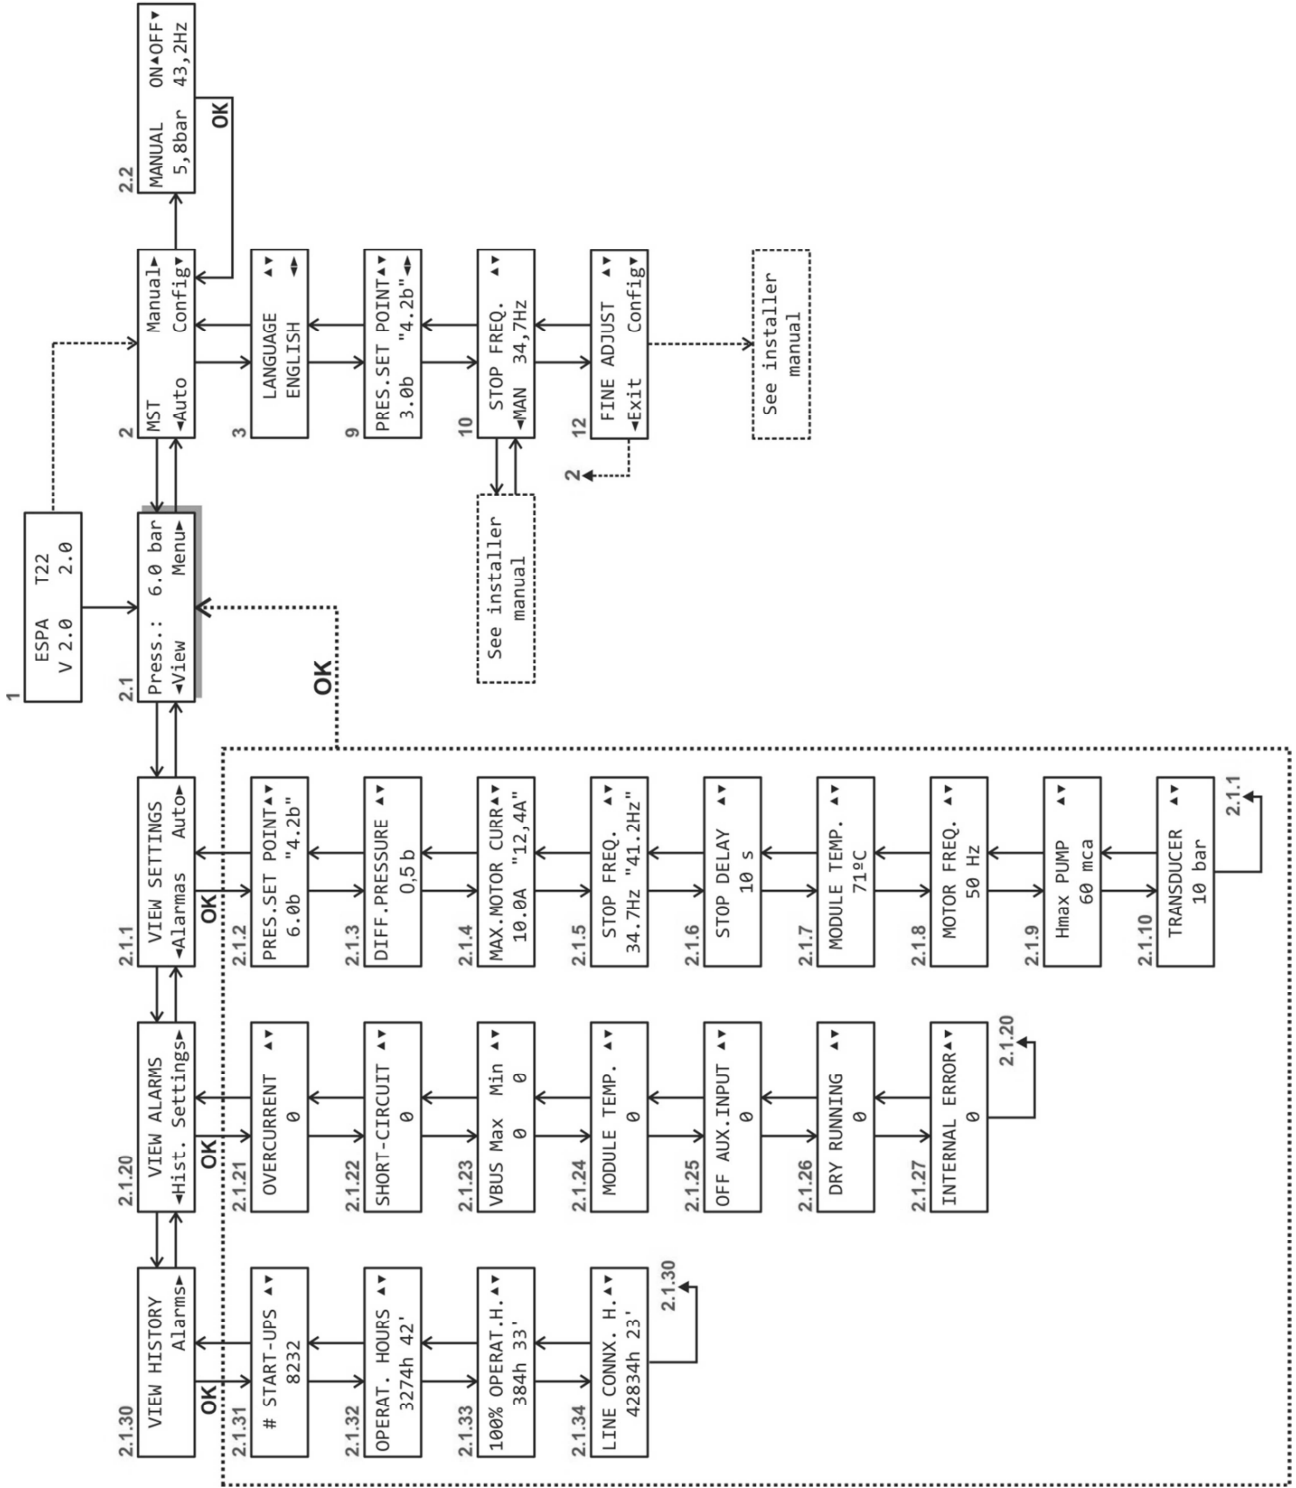 1
ESPA T22
V 2.0 2.0
2.1.30
VIEW HISTORY
Alarms►
2.1.20
VIEW ALARMS
◄Hist. Settings►
2.1.1
VIEW SETTINGS
◄Alarmas Auto►
2.1
Press.: 6.0 bar
◄View Menu►
2
MST Manual►
◄Auto Config▼
2.2
MANUAL ON▲OFF▼
5,8bar 43,2Hz
OK
OK
OK
OK
OK
2.1.31
# START-UPS ▲▼
8232
2.1.32
OPERAT. HOURS ▲▼
3274h 42'
2.1.33
100% OPERAT.H.▲▼
384h 33'
2.1.34
LINE CONNX. H.▲▼
42834h 23'
2.1.30
2.1.21
OVERCURRENT ▲▼
0
2.1.22
SHORT-CIRCUIT ▲▼
0
2.1.23
VBUS Max Min ▲▼
0 0
2.1.24
MODULE TEMP. ▲▼
0
2.1.25
OFF AUX.INPUT ▲▼
0
2.1.26
DRY RUNNING ▲▼
0
2.1.27
INTERNAL ERROR▲▼
0
2.1.20
2.1.2
PRES.SET POINT▲▼
6.0b "4.2b"
2.1.3
DIFF.PRESSURE ▲▼
0,5 b
2.1.4
MAX.MOTOR CURR▲▼
10.0A "12,4A"
2.1.5
STOP FREQ. ▲▼
34.7Hz "41.2Hz"
2.1.6
STOP DELAY ▲▼
10 s
2.1.7
MODULE TEMP. ▲▼
71ºC
2.1.8
MOTOR FREQ. ▲▼
50 Hz
2.1.9
Hmax PUMP ▲▼
60 mca
2.1.10
TRANSDUCER ▲▼
10 bar
2.1.1
3
LANGUAGE ▲▼
ENGLISH ◄►
9
PRES.SET POINT▲▼
3.0b "4.2b"◄►
10
STOP FREQ. ▲▼
◄MAN 34,7Hz
See installer
manual
12
FINE ADJUST ▲▼
◄Exit Config▼
2
See installer
manual